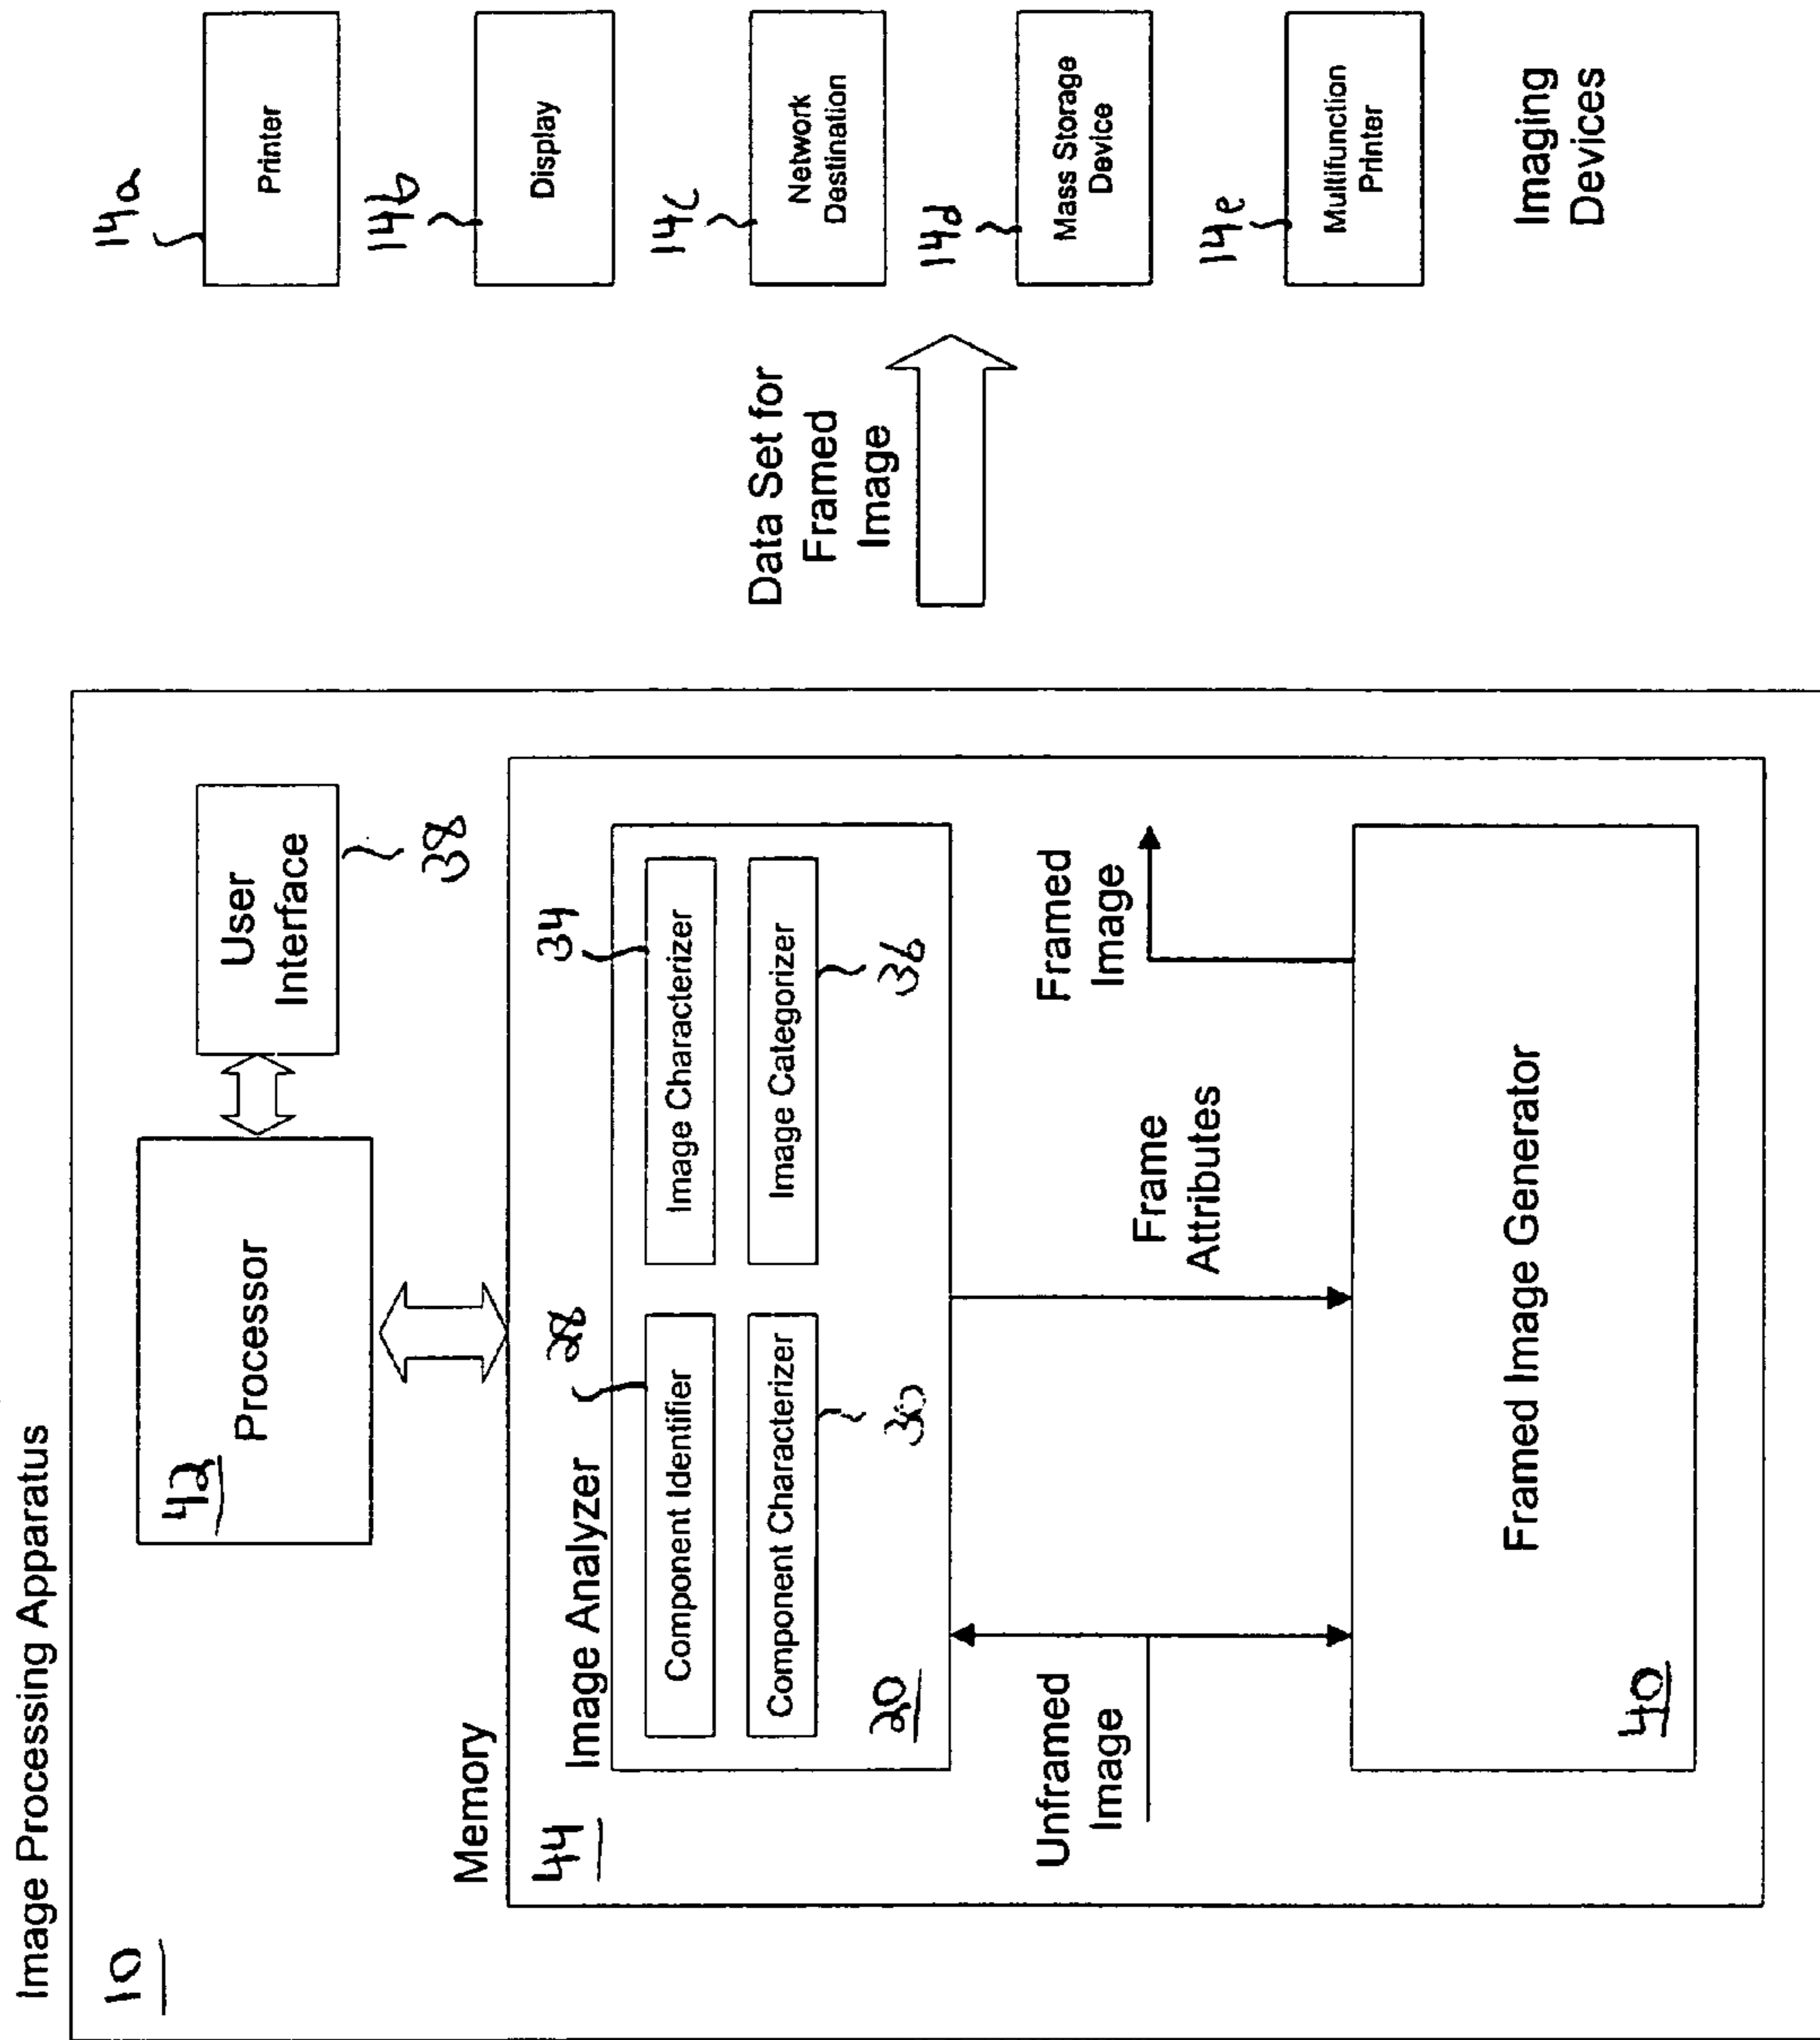 Image Processing Apparatus
10
42
Processor
User
Interface
38
Memory
44
Image Analyzer
28
34
Component Identifier
Image Characterizer
Component Characterizer
Image Categorizer
20
30
36
Unframed
Image
Frame
Attributes
Framed
Image
Framed Image Generator
40
Data Set for
Framed
Image
14a
Printer
14b
Display
14c
Network
Destination
14d
Mass Storage
Device
14e
Multifunction
Printer
Imaging
Devices